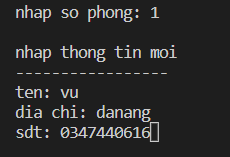 nhap so phong: 1
nhap thong tin moi
-----------------
ten: vu
dia chi: danang
sdt: 0347440616